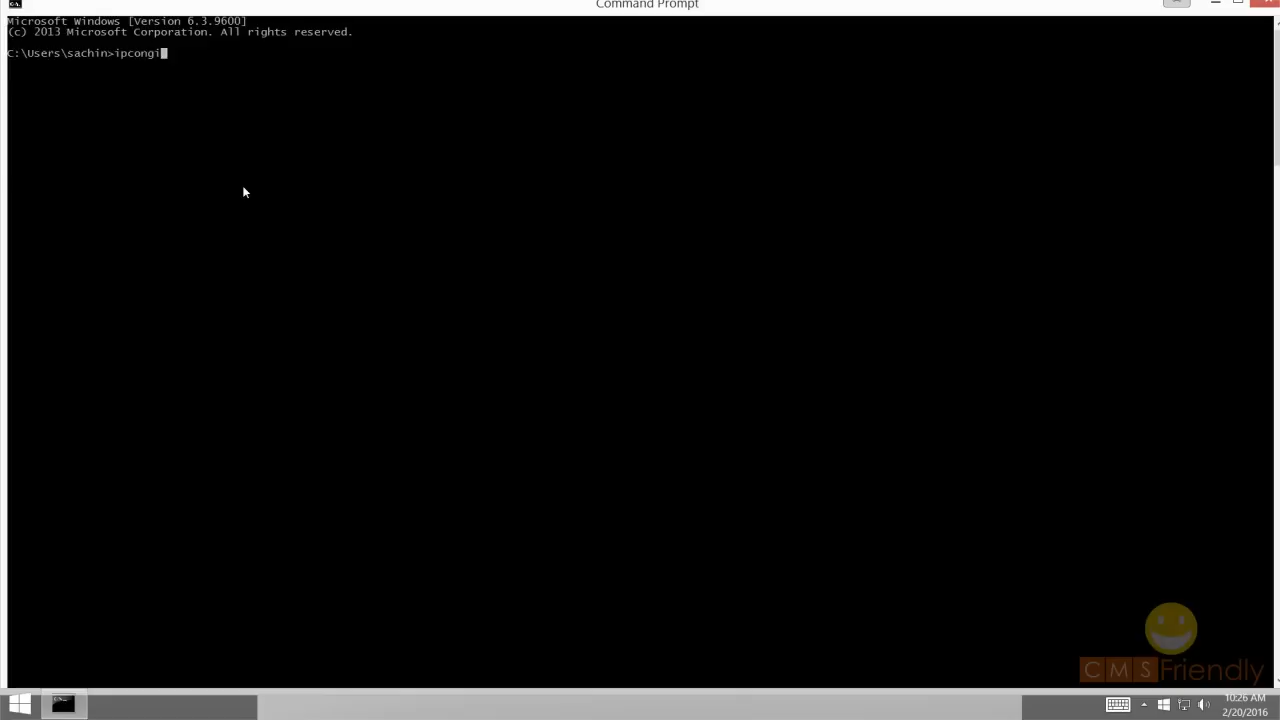 Command Prompt
Microsoft Windows [Version 6.3.9600]
(c) 2013 Microsoft Corporation. All rights reserved.
C:\Users\sachin>ipcongi
CMSFriendly
10:26 AM
2/20/2016